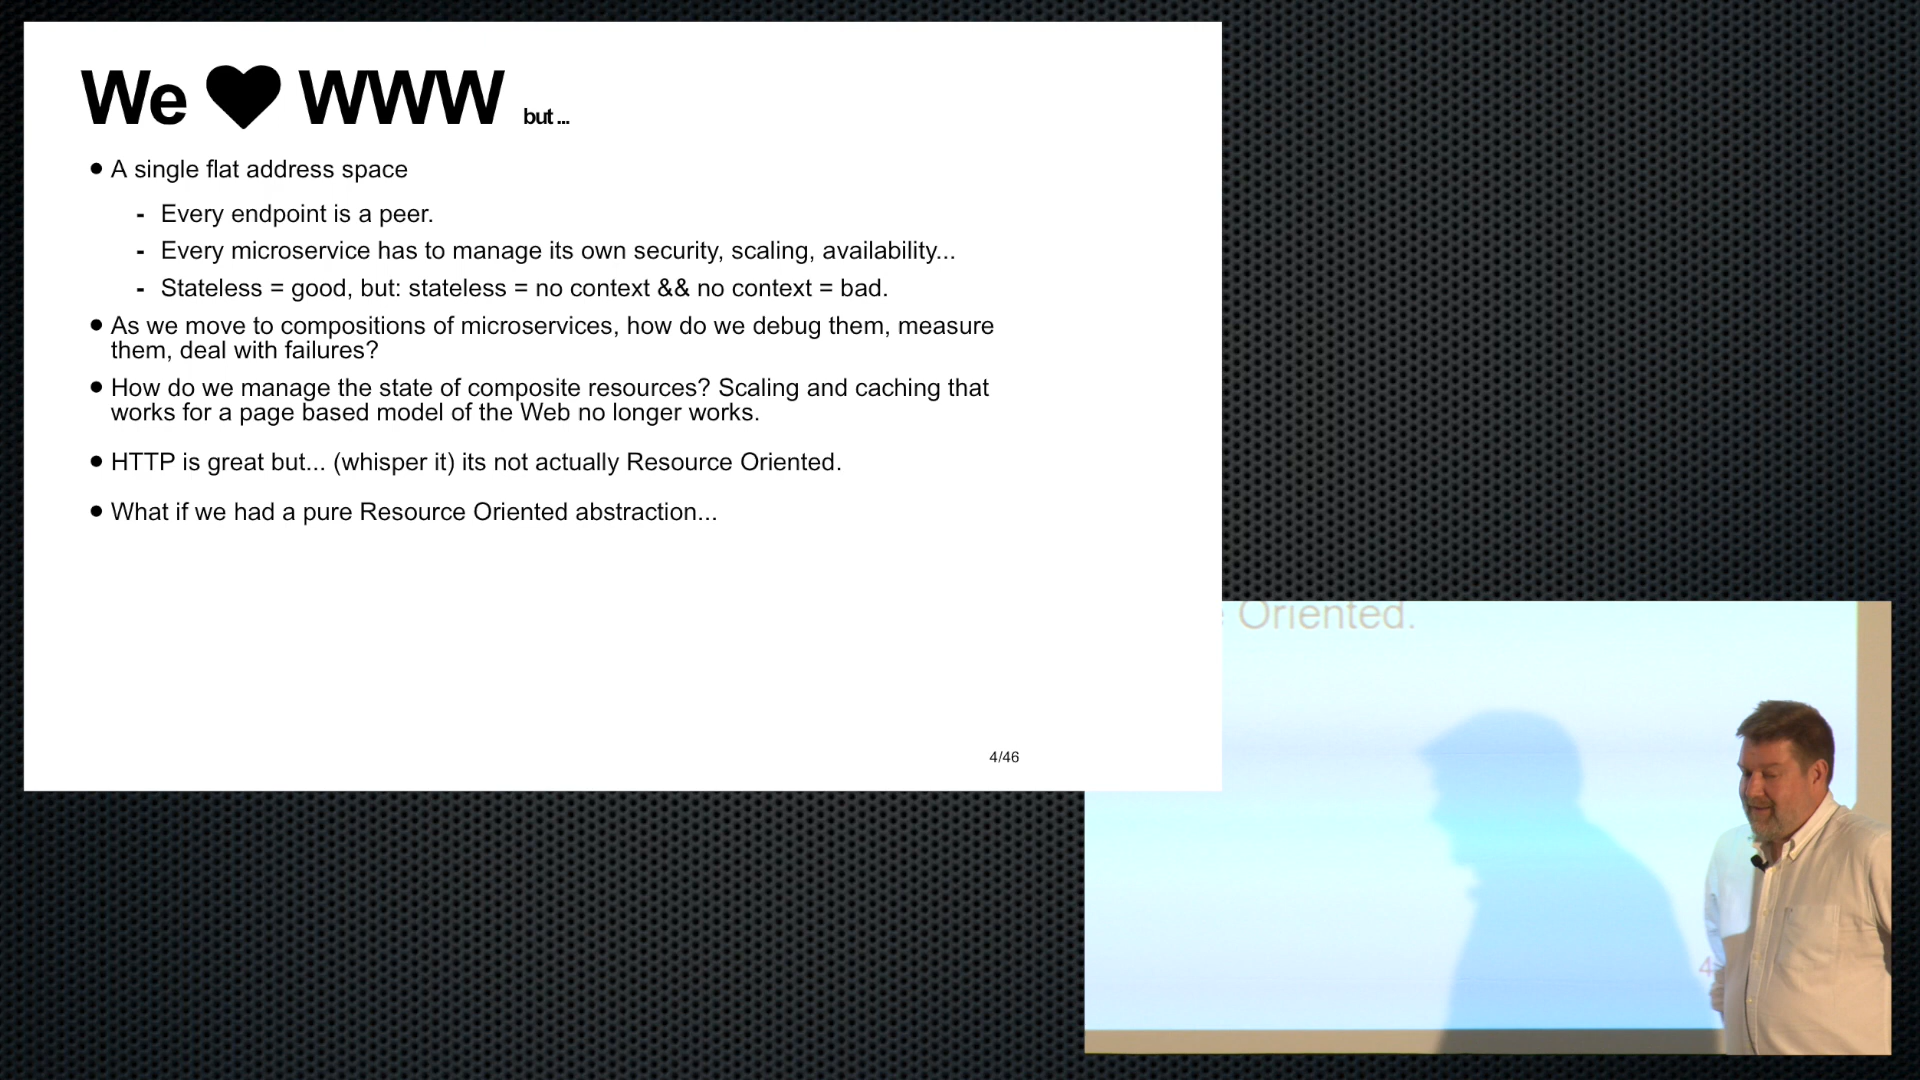 We ♥ WWW but ...
● A single flat address space
- Every endpoint is a peer.
- Every microservice has to manage its own security, scaling, availability...
- Stateless = good, but: stateless = no context && no context = bad.
● As we move to compositions of microservices, how do we debug them, measure
them, deal with failures?
● How do we manage the state of composite resources? Scaling and caching that
works for a page based model of the Web no longer works.
● HTTP is great but... (whisper it) its not actually Resource Oriented.
● What if we had a pure Resource Oriented abstraction...
4/46
Oriented.
4